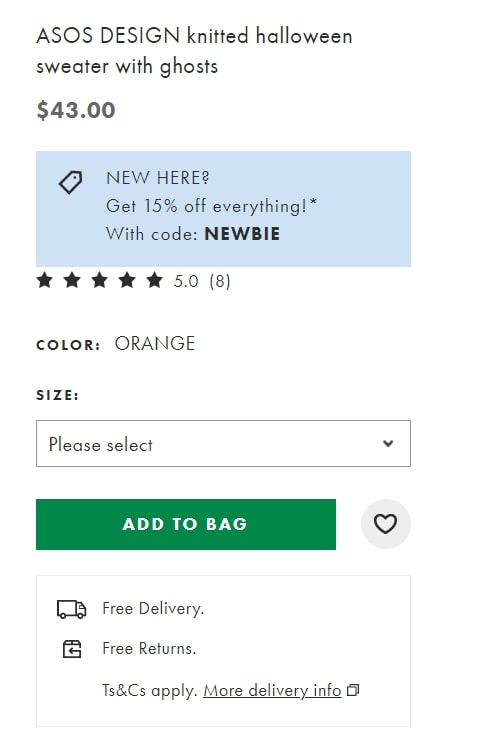 ASOS DESIGN knitted halloween
sweater with ghosts
$43.00
NEW HERE?
Get 15% off everything!*
With code: NEWBIE
5.0 (8)
COLOR: ORANGE
SIZE:
Please select
ADD TO BAG
Free Delivery.
Free Returns.
Ts&Cs apply. More delivery info